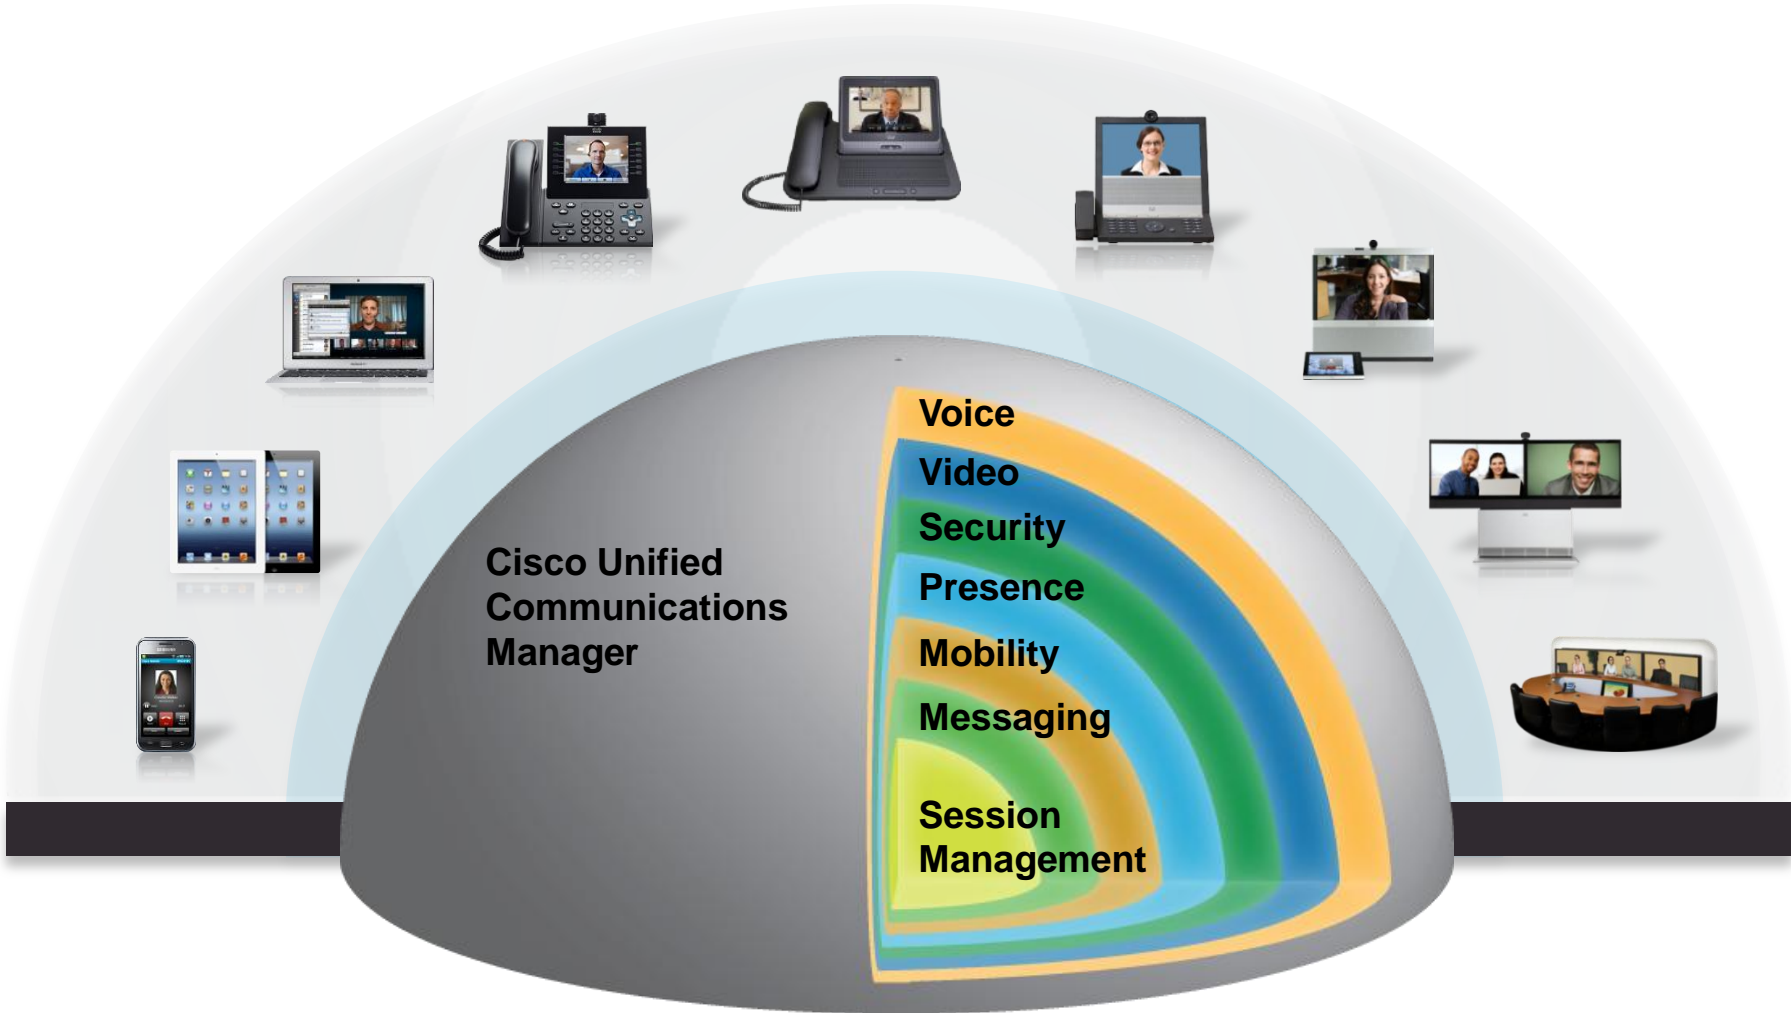 Cisco Unified
Communications
Manager
Voice
Video
Security
Presence
Mobility
Messaging
Session
Management